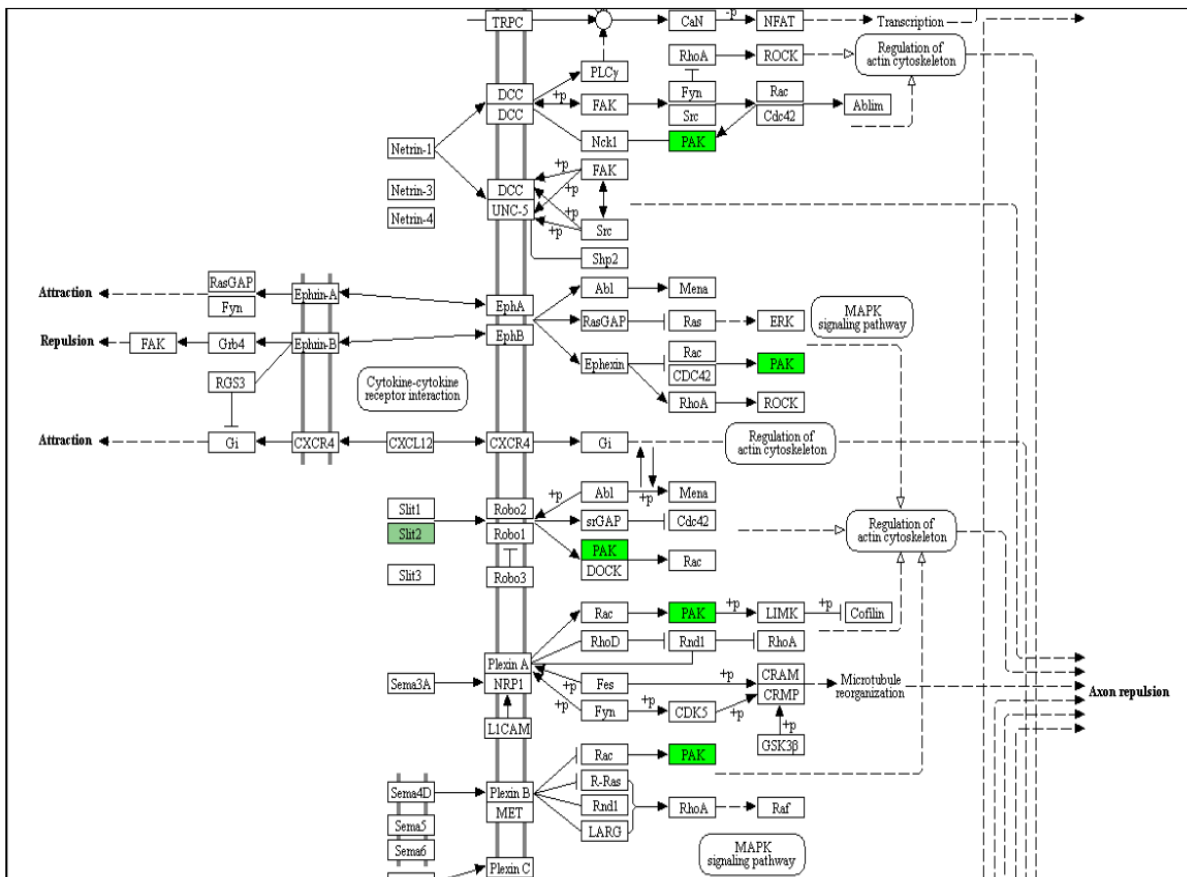 TRPC
CaN
-p
NFAT
Transcription
RhoA
ROCK
Regulation of
actin cytoskeleton
PLCγ
DCC
DCC
+p
FAK
Fyn
Src
Rac
Cdc42
Ablim
Netrin-1
Nck1
PAK
Netrin-3
Netrin-4
DCC
UNC-5
+p
+p
+p
+p
FAK
Src
Shp2
Attraction
RasGAP
Fyn
Ephrin-A
EphA
Abl
Mena
RasGAP
Ras
ERK
MAPK
signaling pathway
Repulsion
FAK
Grb4
Ephrin-B
EphB
Ephexin
Rac
CDC42
PAK
RGS3
Cytokine-cytokine
receptor interaction
RhoA
ROCK
Attraction
Gi
CXCR4
CXCL12
CXCR4
Gi
Regulation of
actin cytoskeleton
Slit1
Slit2
Slit3
Robo2
Robo1
Robo3
+p
Abl
+p
Mena
srGAP
Cdc42
PAK
DOCK
Rac
Regulation of
actin cytoskeleton
Rac
PAK
+p
LIMK
+p
Cofilin
RhoD
Rnd1
RhoA
Sema3A
Plexin A
NRP1
L1CAM
+p
+p
Fes
+p
Fyn
CDK5
+p
CRAM
CRMP
+p
GSK3β
Microtubule
reorganization
Axon repulsion
Rac
PAK
Sema4D
Sema5
Sema6
Plexin B
MET
Plexin C
R-Ras
Rnd1
LARG
RhoA
Raf
MAPK
signaling pathway